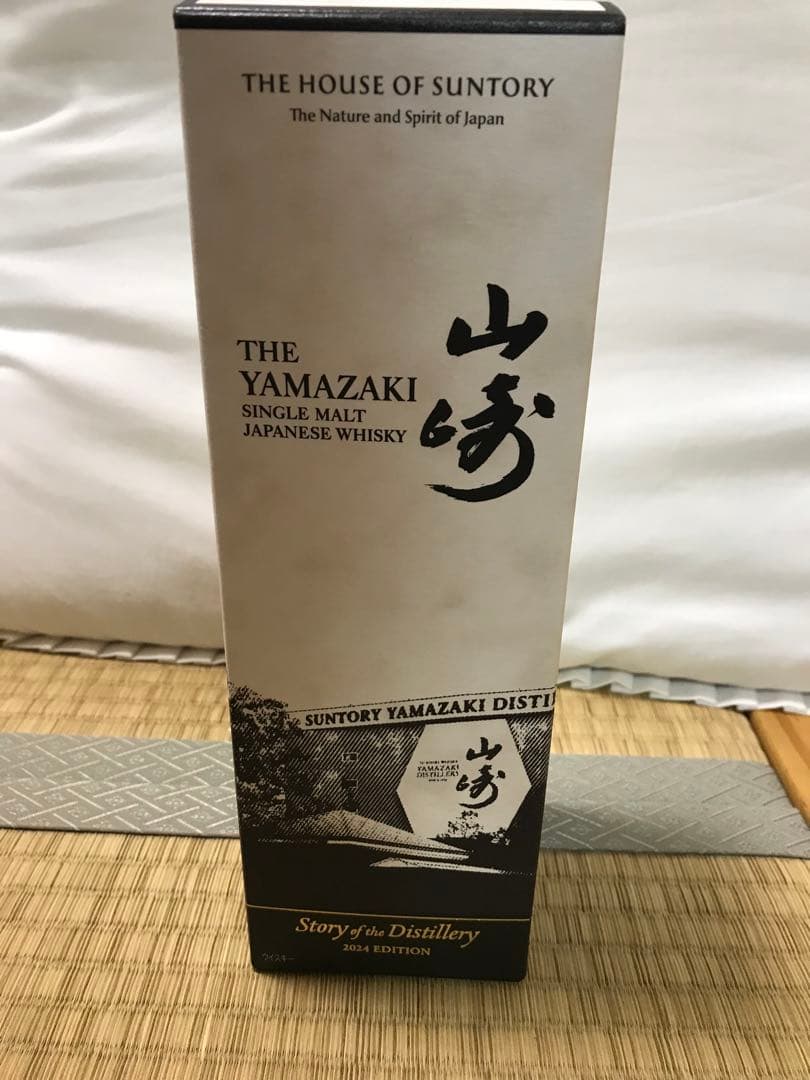 THE HOUSE OF SUNTORY
The Nature and Spirit of Japan
山崎
THE
YAMAZAKI
SINGLE MALT
JAPANESE WHISKY
SUNTORY YAMAZAKI DISTI
山崎
YAMAZAKI
DISTILLERY
Story of the Distillery
2024 EDITION
ウイスキー